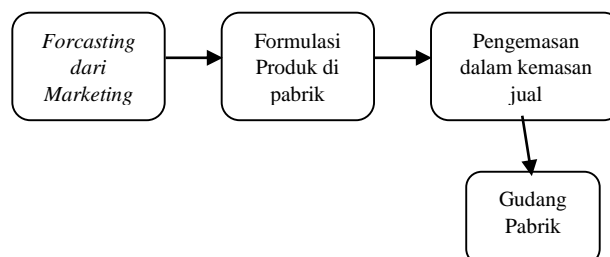 Forcasting
dari
Marketing
Formulasi
Produk di
pabrik
Pengemasan
dalam kemasan
jual
Gudang
Pabrik